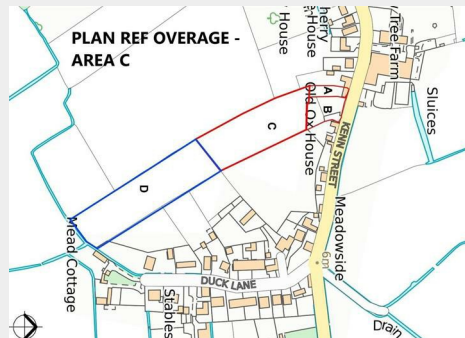 PLAN REF OVERAGE -
AREA C
House
Cherry
House
Tree Farm
Sluices
A
B
C
D
Old Ox House
KENN STREET
Meadowside
6m
Mead Cottage
DUCK LANE
Stables
Drain